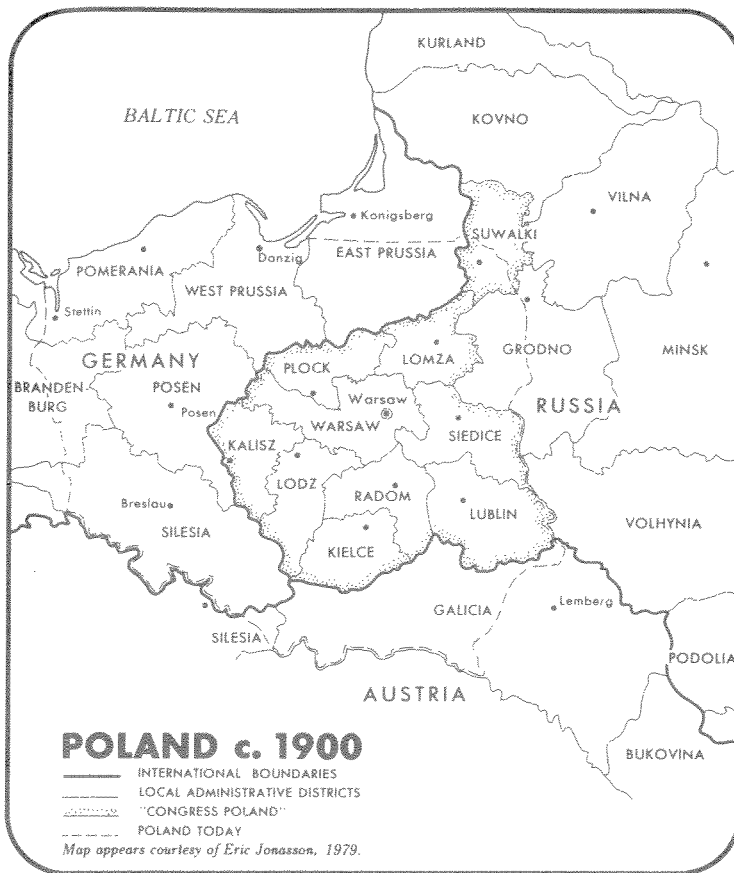 KURLAND
BALTIC SEA
KOVNO
VILNA
Konigsberg
SUWALKI
Danzig
EAST PRUSSIA
POMERANIA
WEST PRUSSIA
Stettin
GERMANY
PLOCK
LOMZA
GRODNO
MINSK
BRANDEN-
BURG
POSEN
Posen
Warsaw
WARSAW
RUSSIA
SIEDICE
KALISZ
LODZ
RADOM
LUBLIN
Breslau
SILESIA
VOLHYNIA
KIELCE
GALICIA
Lemberg
SILESIA
PODOLIA
AUSTRIA
BUKOVINA
POLAND c. 1900
INTERNATIONAL BOUNDARIES
LOCAL ADMINISTRATIVE DISTRICTS
"CONGRESS POLAND"
POLAND TODAY
Map appears courtesy of Eric Jonasson, 1979.